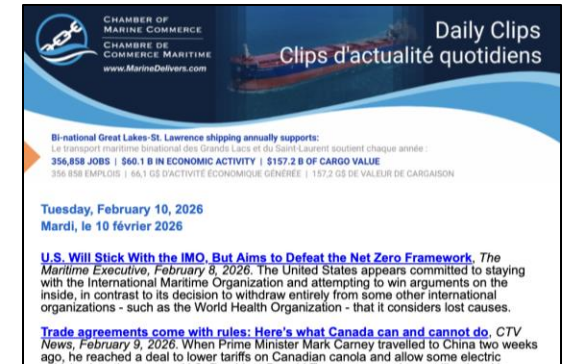 CHAMBER OF
MARINE COMMERCE
CHAMBRE DE
COMMERCE MARITIME
www.MarineDelivers.com
Daily Clips
Clips d'actualité quotidiens
Bi-national Great Lakes-St. Lawrence shipping annually supports:
Le transport maritime binational des Grands Lacs et du Saint-Laurent soutient chaque année :
356,858 JOBS | $60.1 B IN ECONOMIC ACTIVITY | $157.2 B OF CARGO VALUE
356 858 EMPLOIS | 66,1 G$ D'ACTIVITÉ ÉCONOMIQUE GÉNÉRÉE | 157,2 G$ DE VALEUR DE CARGAISON
Tuesday, February 10, 2026
Mardi, le 10 février 2026
U.S. Will Stick With the IMO, But Aims to Defeat the Net Zero Framework, The
Maritime Executive, February 8, 2026. The United States appears committed to staying
with the International Maritime Organization and attempting to win arguments on the
inside, in contrast to its decision to withdraw entirely from some other international
organizations - such as the World Health Organization - that it considers lost causes.
Trade agreements come with rules: Here's what Canada can and cannot do, CTV
News, February 9, 2026. When Prime Minister Mark Carney travelled to China two weeks
ago, he reached a deal to lower tariffs on Canadian canola and allow some electric